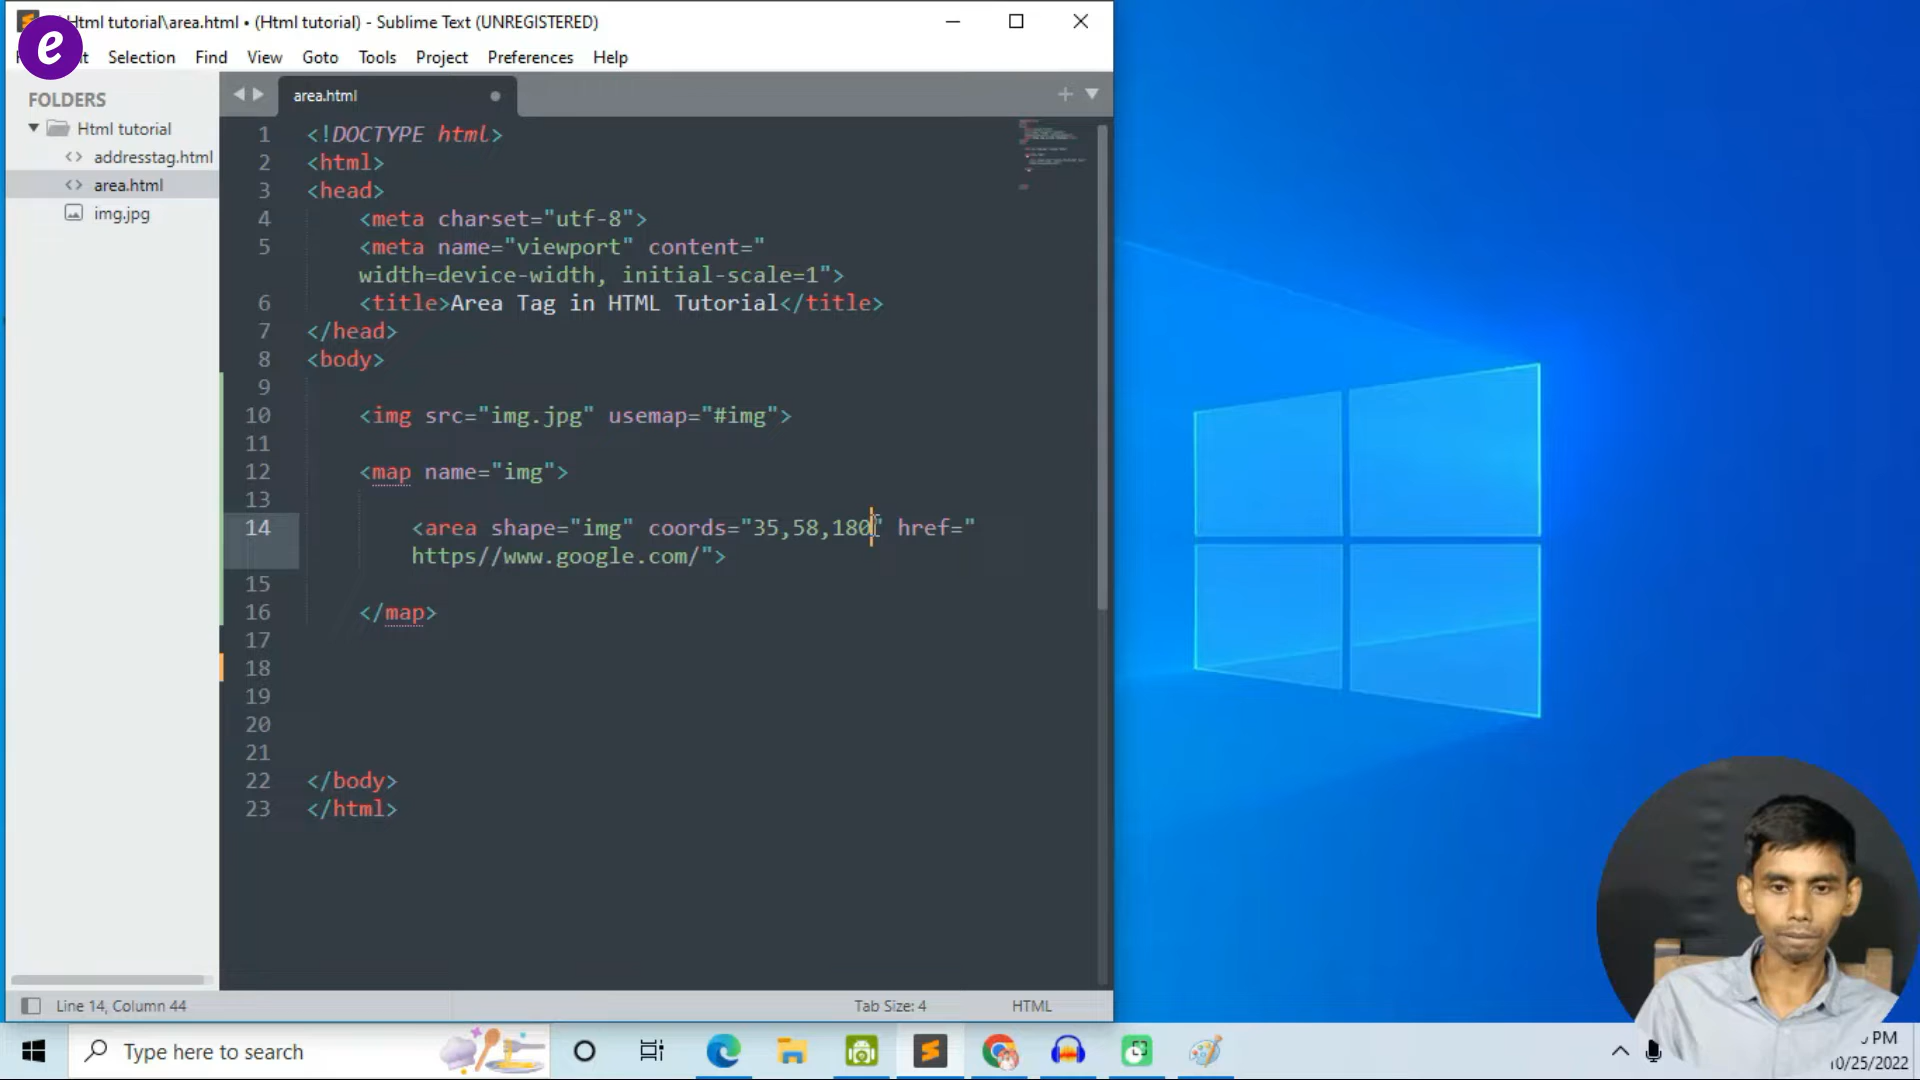 e
Html tutorial\area.html • (Html tutorial) - Sublime Text (UNREGISTERED)
Selection Find View Goto Tools Project Preferences Help
FOLDERS
Html tutorial
addresstag.html
area.html
img.jpg
area.html
1 <!DOCTYPE html>
2 <html>
3 <head>
4 <meta charset="utf-8">
5 <meta name="viewport" content="
width=device-width, initial-scale=1">
6 <title>Area Tag in HTML Tutorial</title>
7 </head>
8 <body>
9
10 <img src="img.jpg" usemap="#img">
11
12 <map name="img">
13
14 <area shape="img" coords="35,58,180" href="
https//www.google.com/">
15
16 </map>
17
18
19
20
21
22 </body>
23 </html>
Line 14, Column 44
Tab Size: 4
HTML
Type here to search
PM
10/25/2022